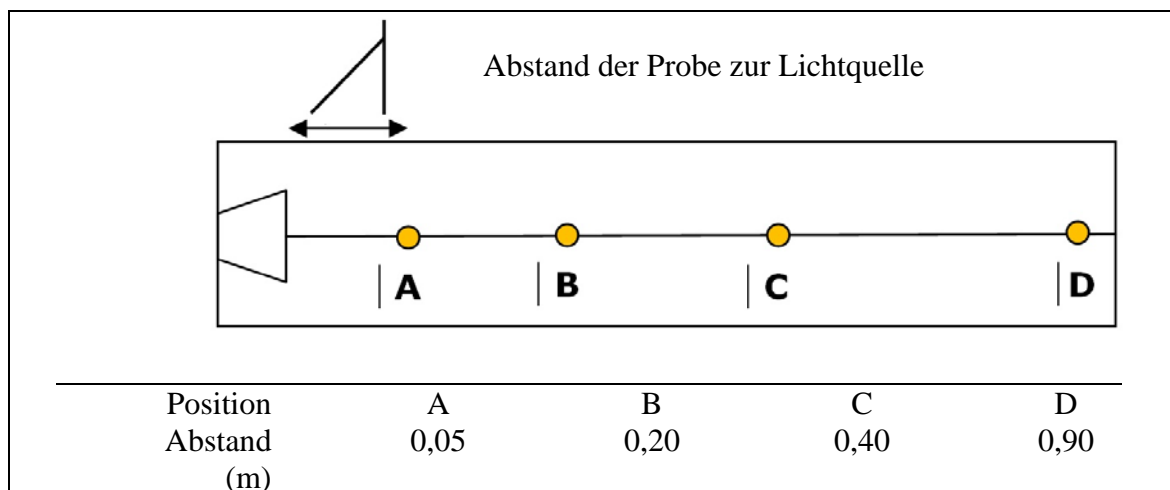 Abstand der Probe zur Lichtquelle
A B C D
Position A B C D
Abstand 0,05 0,20 0,40 0,90
(m)